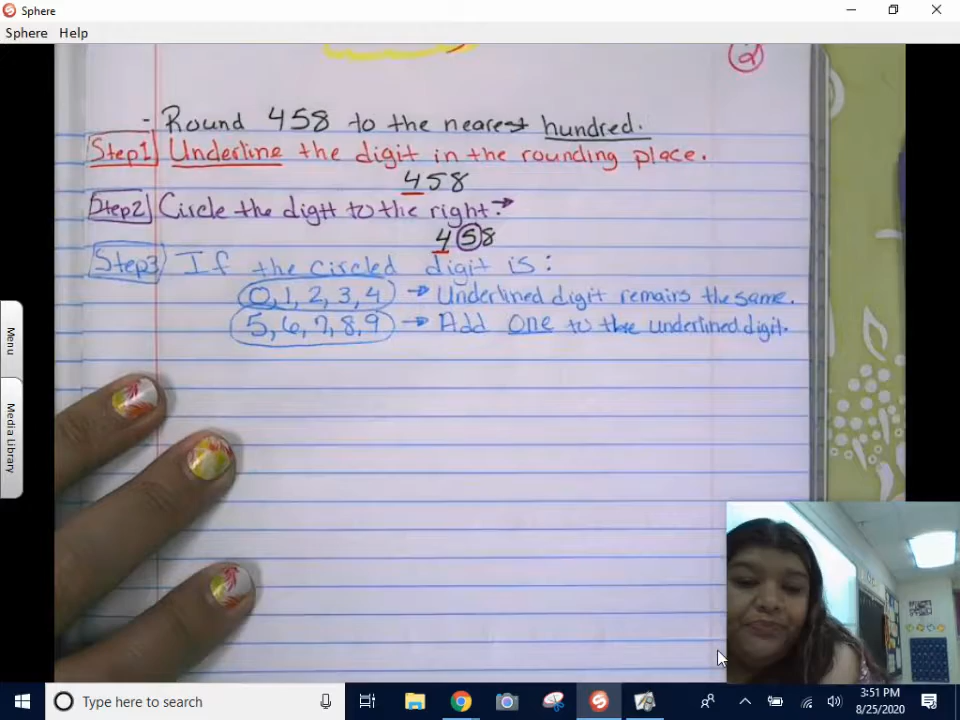 Sphere
Sphere Help
2
- Round 458 to the nearest hundred.
Step1 Underline the digit in the rounding place.
458
Step2 Circle the digit to the right.→
458
Step3 If the circled digit is:
0, 1, 2, 3, 4 → Underlined digit remains the same.
5, 6, 7, 8, 9 → Add one to the underlined digit.
Menu
Media Library
Type here to search
3:51 PM
8/25/2020